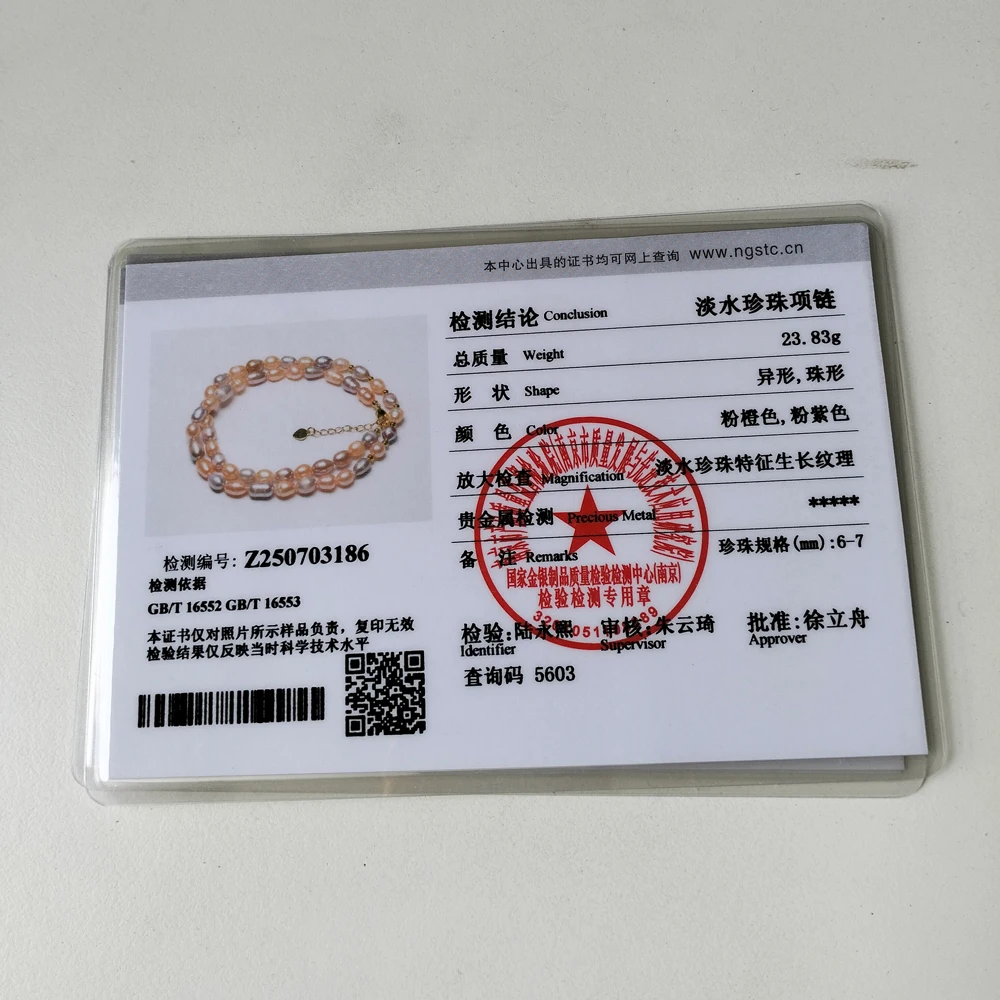 本中心出具的证书均可网上查询 www.ngstc.cn
检测结论 Conclusion 淡水珍珠项链
总质量 Weight 23.83g
形 状 Shape 异形,珠形
颜 色 Color 粉橙色,粉紫色
放大检查 Magnification 淡水珍珠特征生长纹理
贵金属检测 Precious Metal *****
备 注 Remarks 珍珠规格(mm):6-7
国家金银制品质量检验检测中心(南京)
检验检测专用章
检验:陆永熙 审核:朱云琦 批准:徐立舟
Identifier Supervisor Approver
查询码 5603
检测编号: Z250703186
检测依据
GB/T 16552 GB/T 16553
本证书仅对照片所示样品负责，复印无效
检验结果仅反映当时科学技术水平